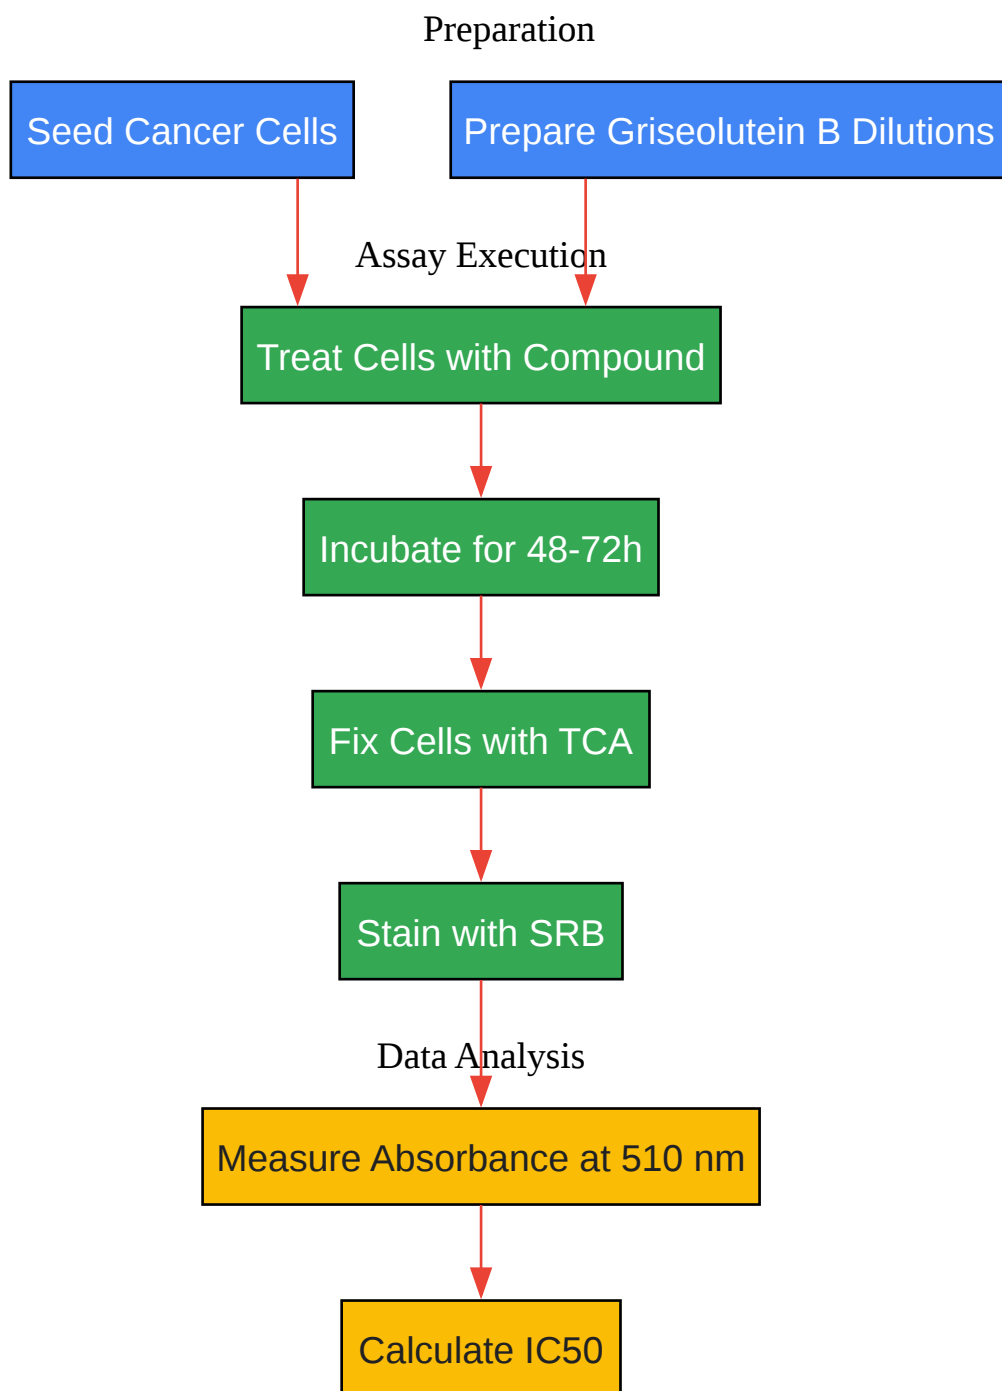 Preparation
Seed Cancer Cells
Prepare Griseolutein B Dilutions
Assay Execution
Treat Cells with Compound
Incubate for 48-72h
Fix Cells with TCA
Stain with SRB
Data Analysis
Measure Absorbance at 510 nm
Calculate IC50